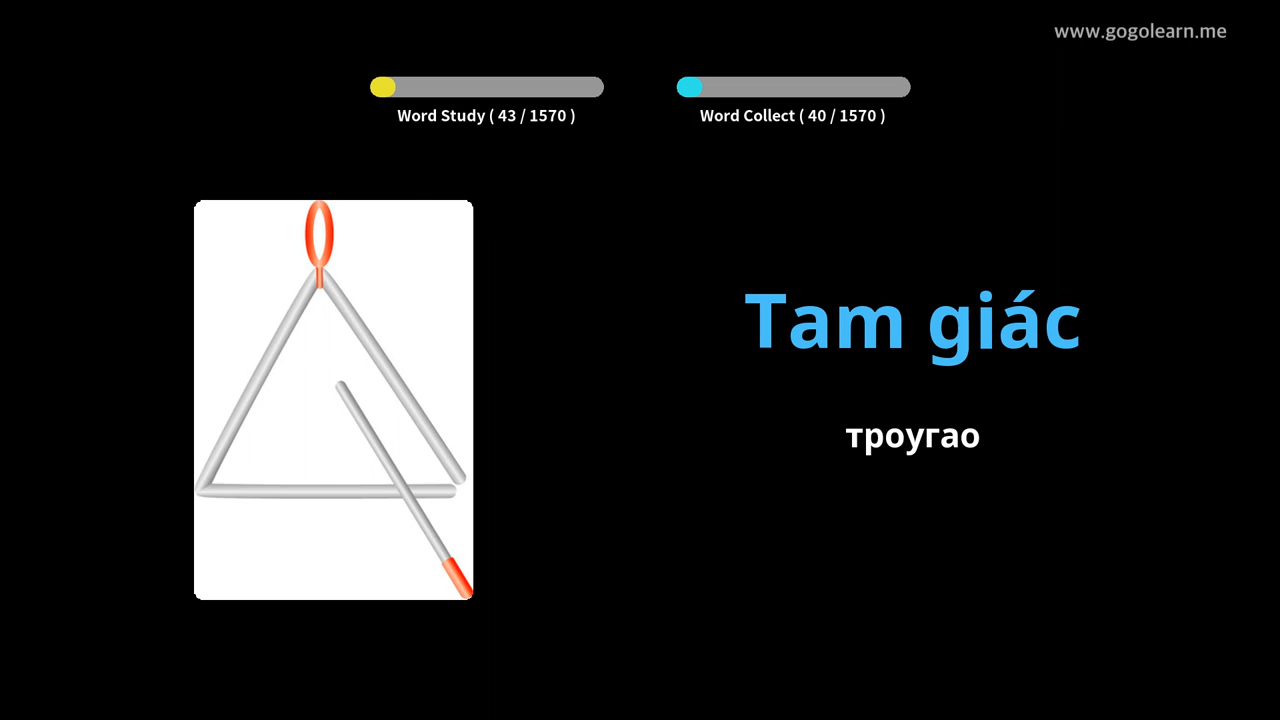 www.gogolearn.me
Word Study ( 43 / 1570 )
Word Collect ( 40 / 1570 )
Tam giác
троугао